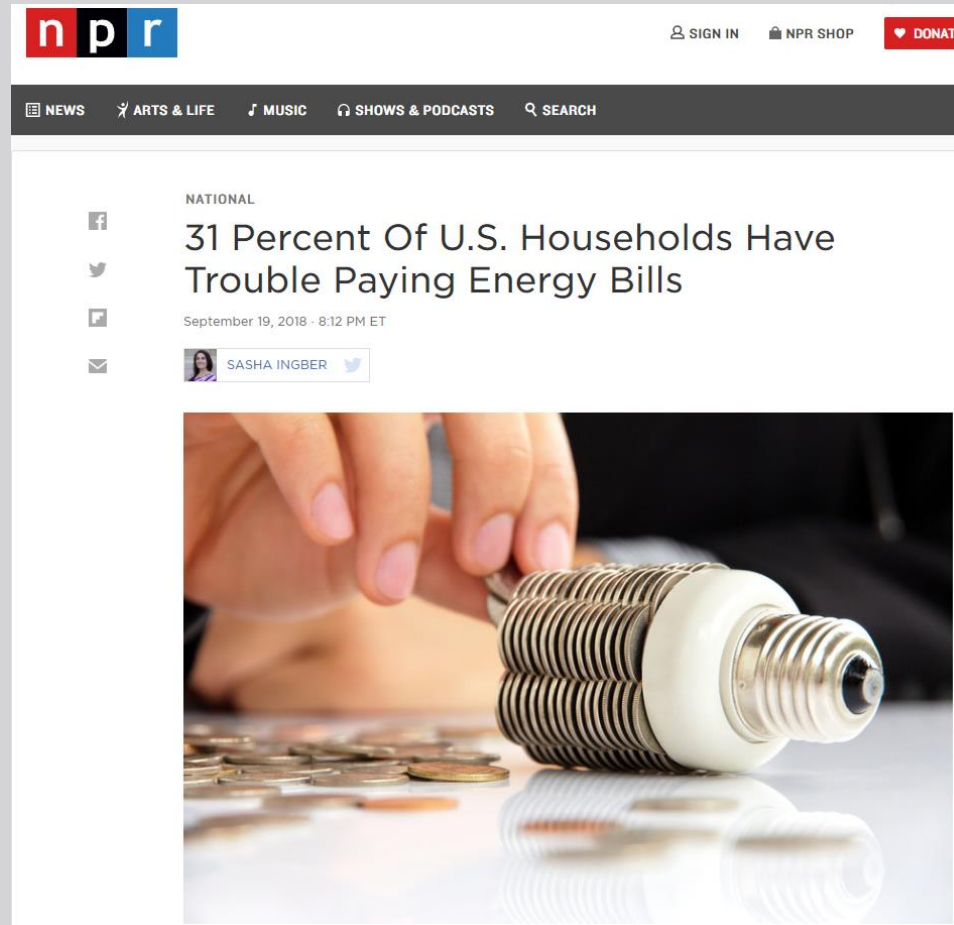 npr
SIGN IN NPR SHOP DONAT
NEWS ARTS & LIFE MUSIC SHOWS & PODCASTS SEARCH
NATIONAL
31 Percent Of U.S. Households Have
Trouble Paying Energy Bills
September 19, 2018 · 8:12 PM ET
SASHA INGBER